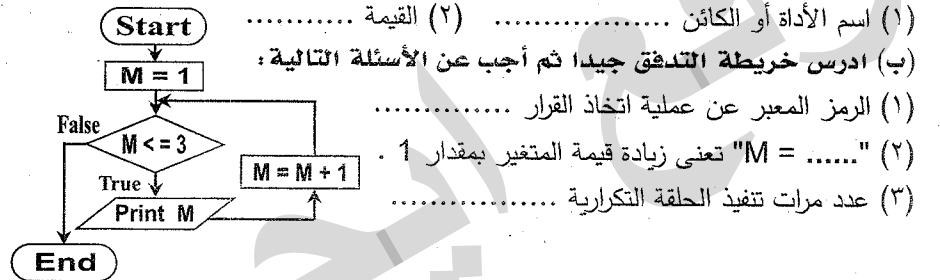 (١) اسم الأداة أو الكائن ................ (٢) القيمة ...........
(ب) ادرس خريطة التدفق جيدا ثم أجب عن الأسئلة التالية :
(١) الرمز المعبر عن عملية اتخاذ القرار ..............
(٢) "M = ......" تعنى زيادة قيمة المتغير بمقدار 1 .
(٣) عدد مرات تنفيذ الحلقة التكرارية .................
Start
M = 1
False
M < = 3
True
M = M + 1
Print M
End